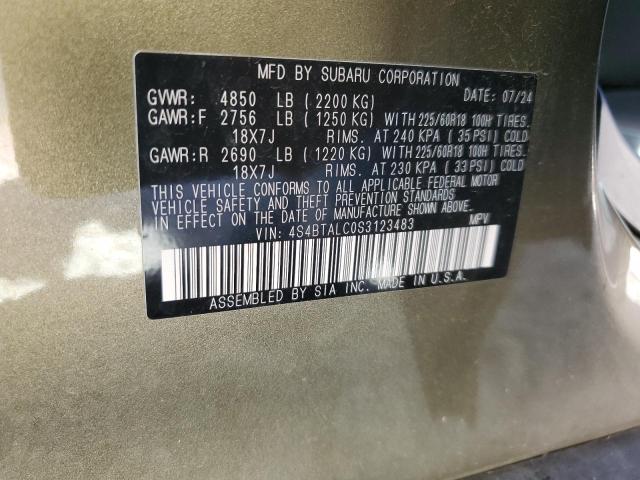 MFD BY SUBARU CORPORATION
GVWR: 4850 LB ( 2200 KG) DATE: 07/24
GAWR:F 2756 LB ( 1250 KG) WITH 225/60R18 100H TIRES,
18X7J RIMS. AT 240 KPA ( 35 PSI) COLD
GAWR:R 2690 LB ( 1220 KG) WITH 225/60R18 100H TIRES.
18X7J RIMS. AT 230 KPA ( 33 PSI) COLD
THIS VEHICLE CONFORMS TO ALL APPLICABLE FEDERAL MOTOR
VEHICLE SAFETY AND THEFT PREVENTION STANDARDS
IN EFFECT ON THE DATE OF MANUFACTURE SHOWN ABOVE.
VIN: 4S4BTALC0S3123483 MPV
ASSEMBLED BY SIA INC. MADE IN U.S.A.